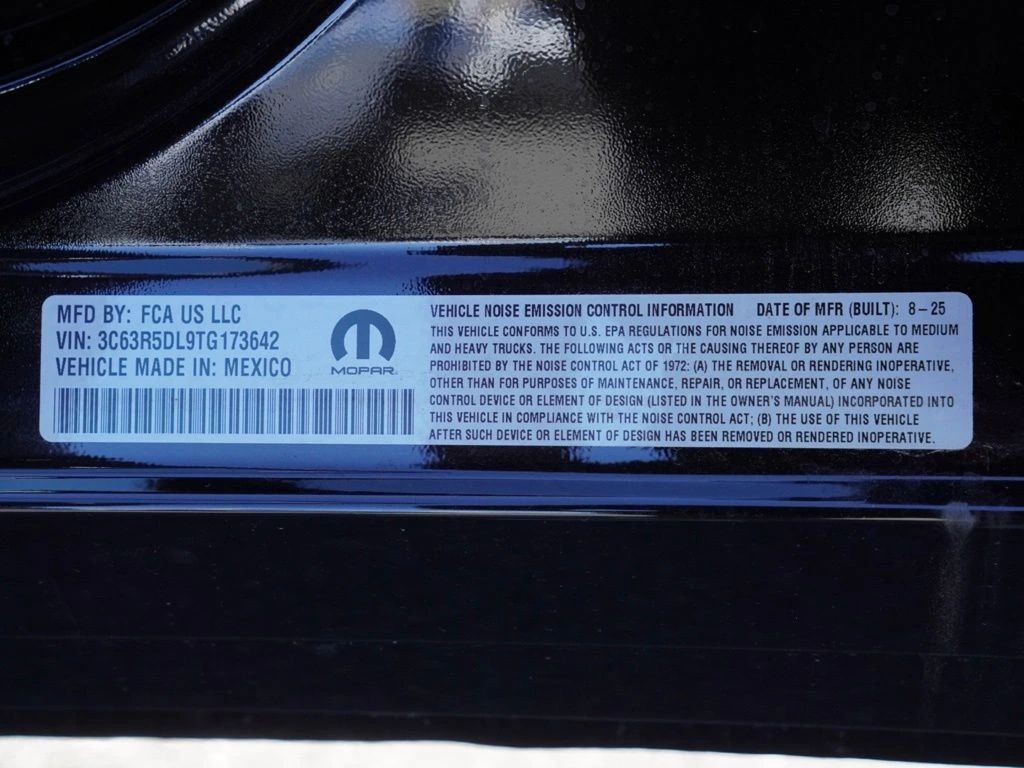 MFD BY: FCA US LLC
VIN: 3C63R5DL9TG173642
VEHICLE MADE IN: MEXICO
MOPAR
VEHICLE NOISE EMISSION CONTROL INFORMATION DATE OF MFR (BUILT): 8-25
THIS VEHICLE CONFORMS TO U.S. EPA REGULATIONS FOR NOISE EMISSION APPLICABLE TO MEDIUM
AND HEAVY TRUCKS. THE FOLLOWING ACTS OR THE CAUSING THEREOF BY ANY PERSON ARE
PROHIBITED BY THE NOISE CONTROL ACT OF 1972: (A) THE REMOVAL OR RENDERING INOPERATIVE,
OTHER THAN FOR PURPOSES OF MAINTENANCE, REPAIR, OR REPLACEMENT, OF ANY NOISE
CONTROL DEVICE OR ELEMENT OF DESIGN (LISTED IN THE OWNER'S MANUAL) INCORPORATED INTO
THIS VEHICLE IN COMPLIANCE WITH THE NOISE CONTROL ACT; (B) THE USE OF THIS VEHICLE
AFTER SUCH DEVICE OR ELEMENT OF DESIGN HAS BEEN REMOVED OR RENDERED INOPERATIVE.